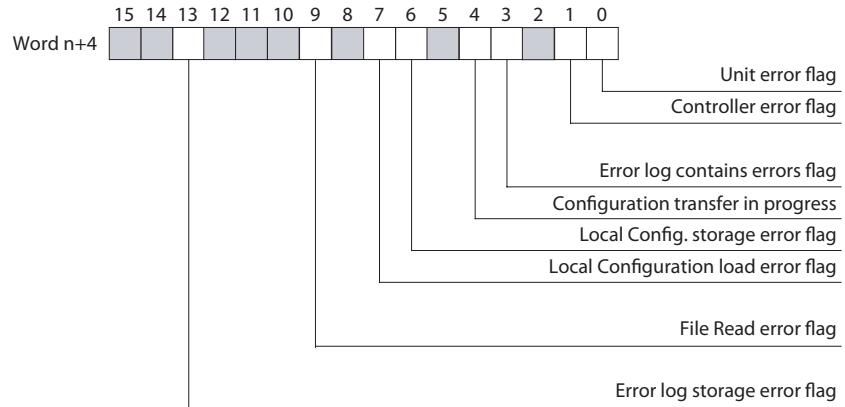 15 14 13 12 11 10 9 8 7 6 5 4 3 2 1 0
Word n+4
Unit error flag
Controller error flag
Error log contains errors flag
Configuration transfer in progress
Local Config. storage error flag
Local Configuration load error flag
File Read error flag
Error log storage error flag